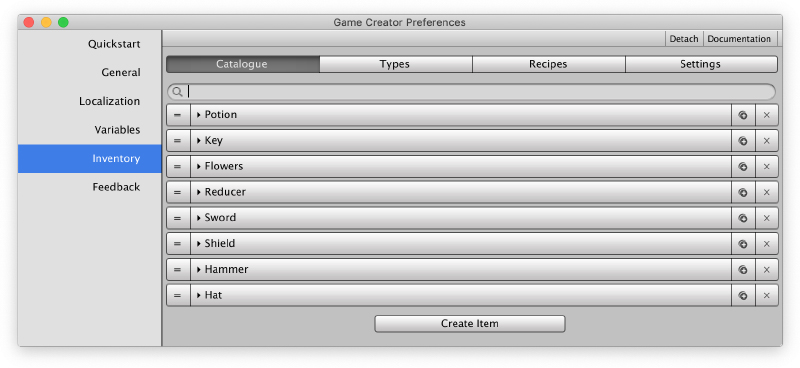 Game Creator Preferences
Detach Documentation
Quickstart
General
Localization
Variables
Inventory
Feedback
Catalogue Types Recipes Settings
= Potion ×
= Key ×
= Flowers ×
= Reducer ×
= Sword ×
= Shield ×
= Hammer ×
= Hat ×
Create Item